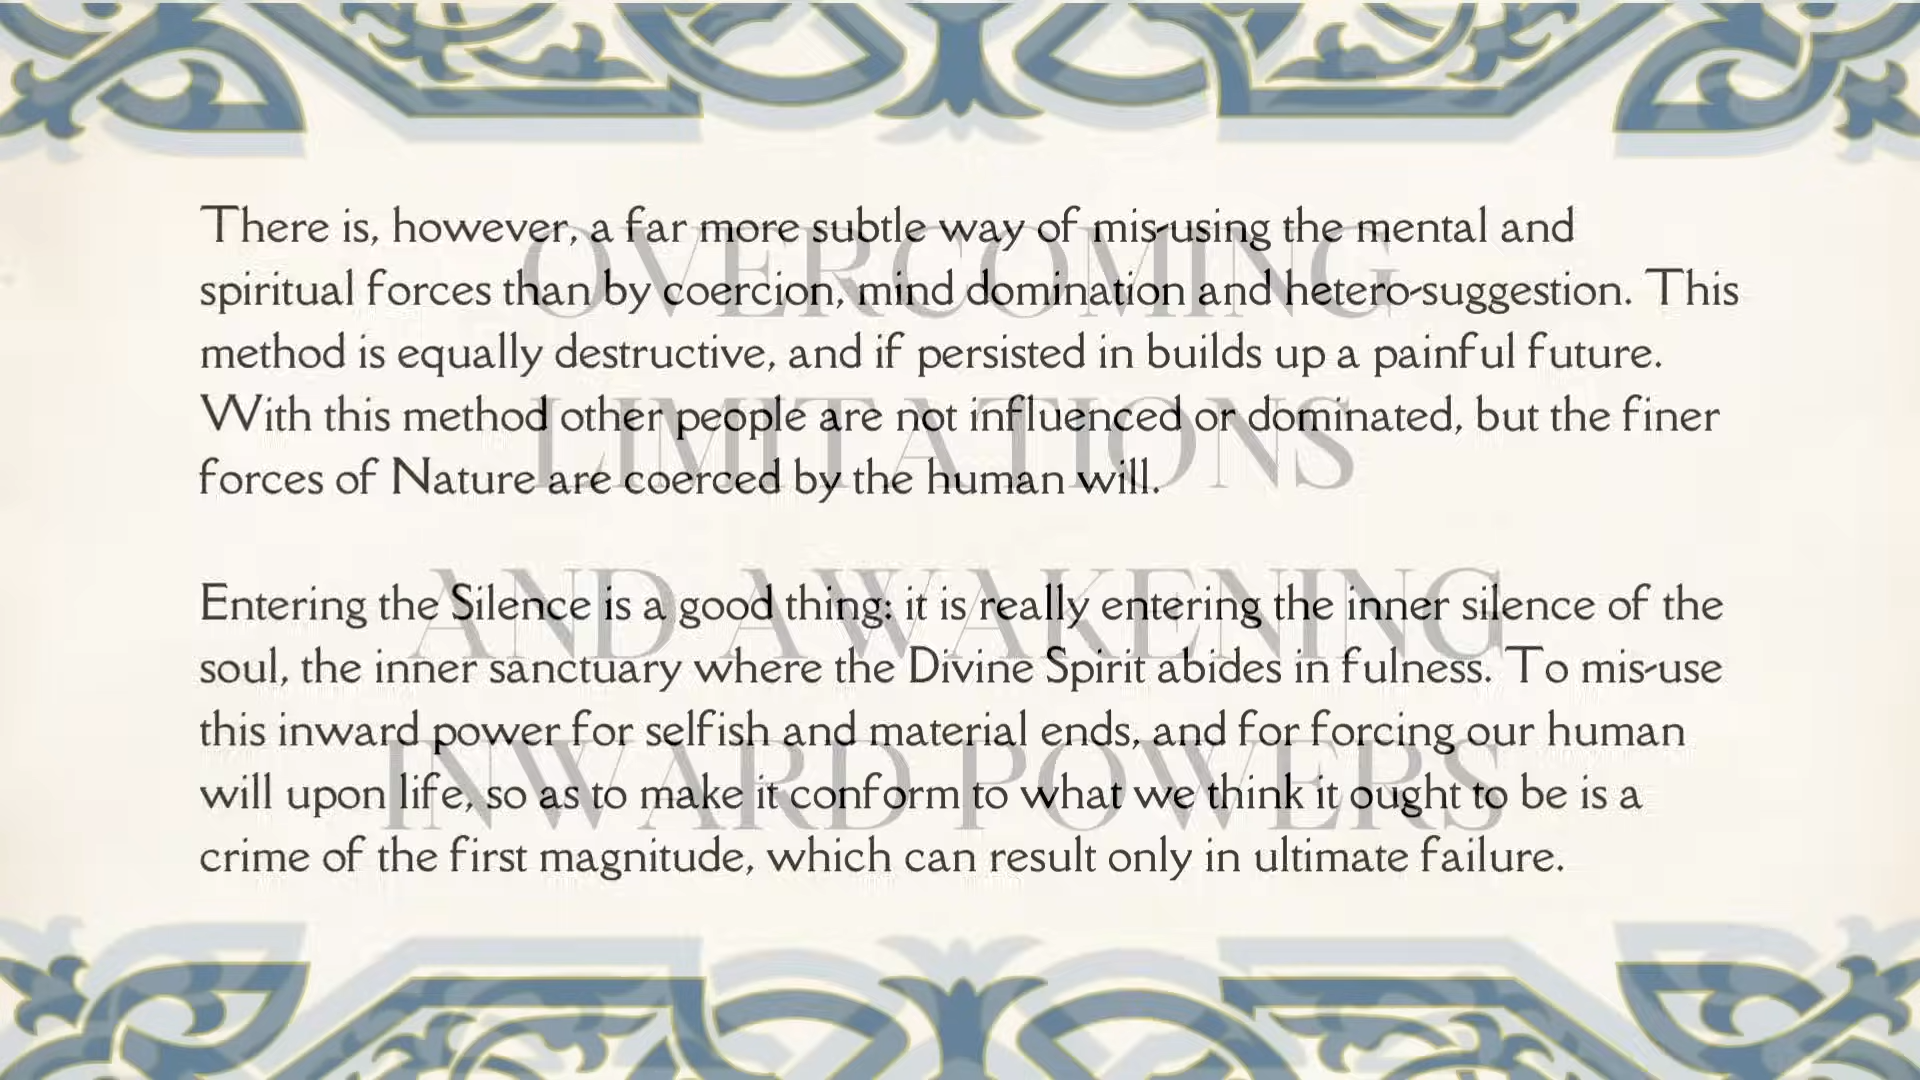 There is, however, a far more subtle way of mis-using the mental and
spiritual forces than by coercion, mind domination and hetero-suggestion. This
method is equally destructive, and if persisted in builds up a painful future.
With this method other people are not influenced or dominated, but the finer
forces of Nature are coerced by the human will.
Entering the Silence is a good thing: it is really entering the inner silence of the
soul, the inner sanctuary where the Divine Spirit abides in fulness. To mis-use
this inward power for selfish and material ends, and for forcing our human
will upon life, so as to make it conform to what we think it ought to be is a
crime of the first magnitude, which can result only in ultimate failure.
OVERCOMING
LIMITATIONS
AND AWAKENING
INWARD POWERS